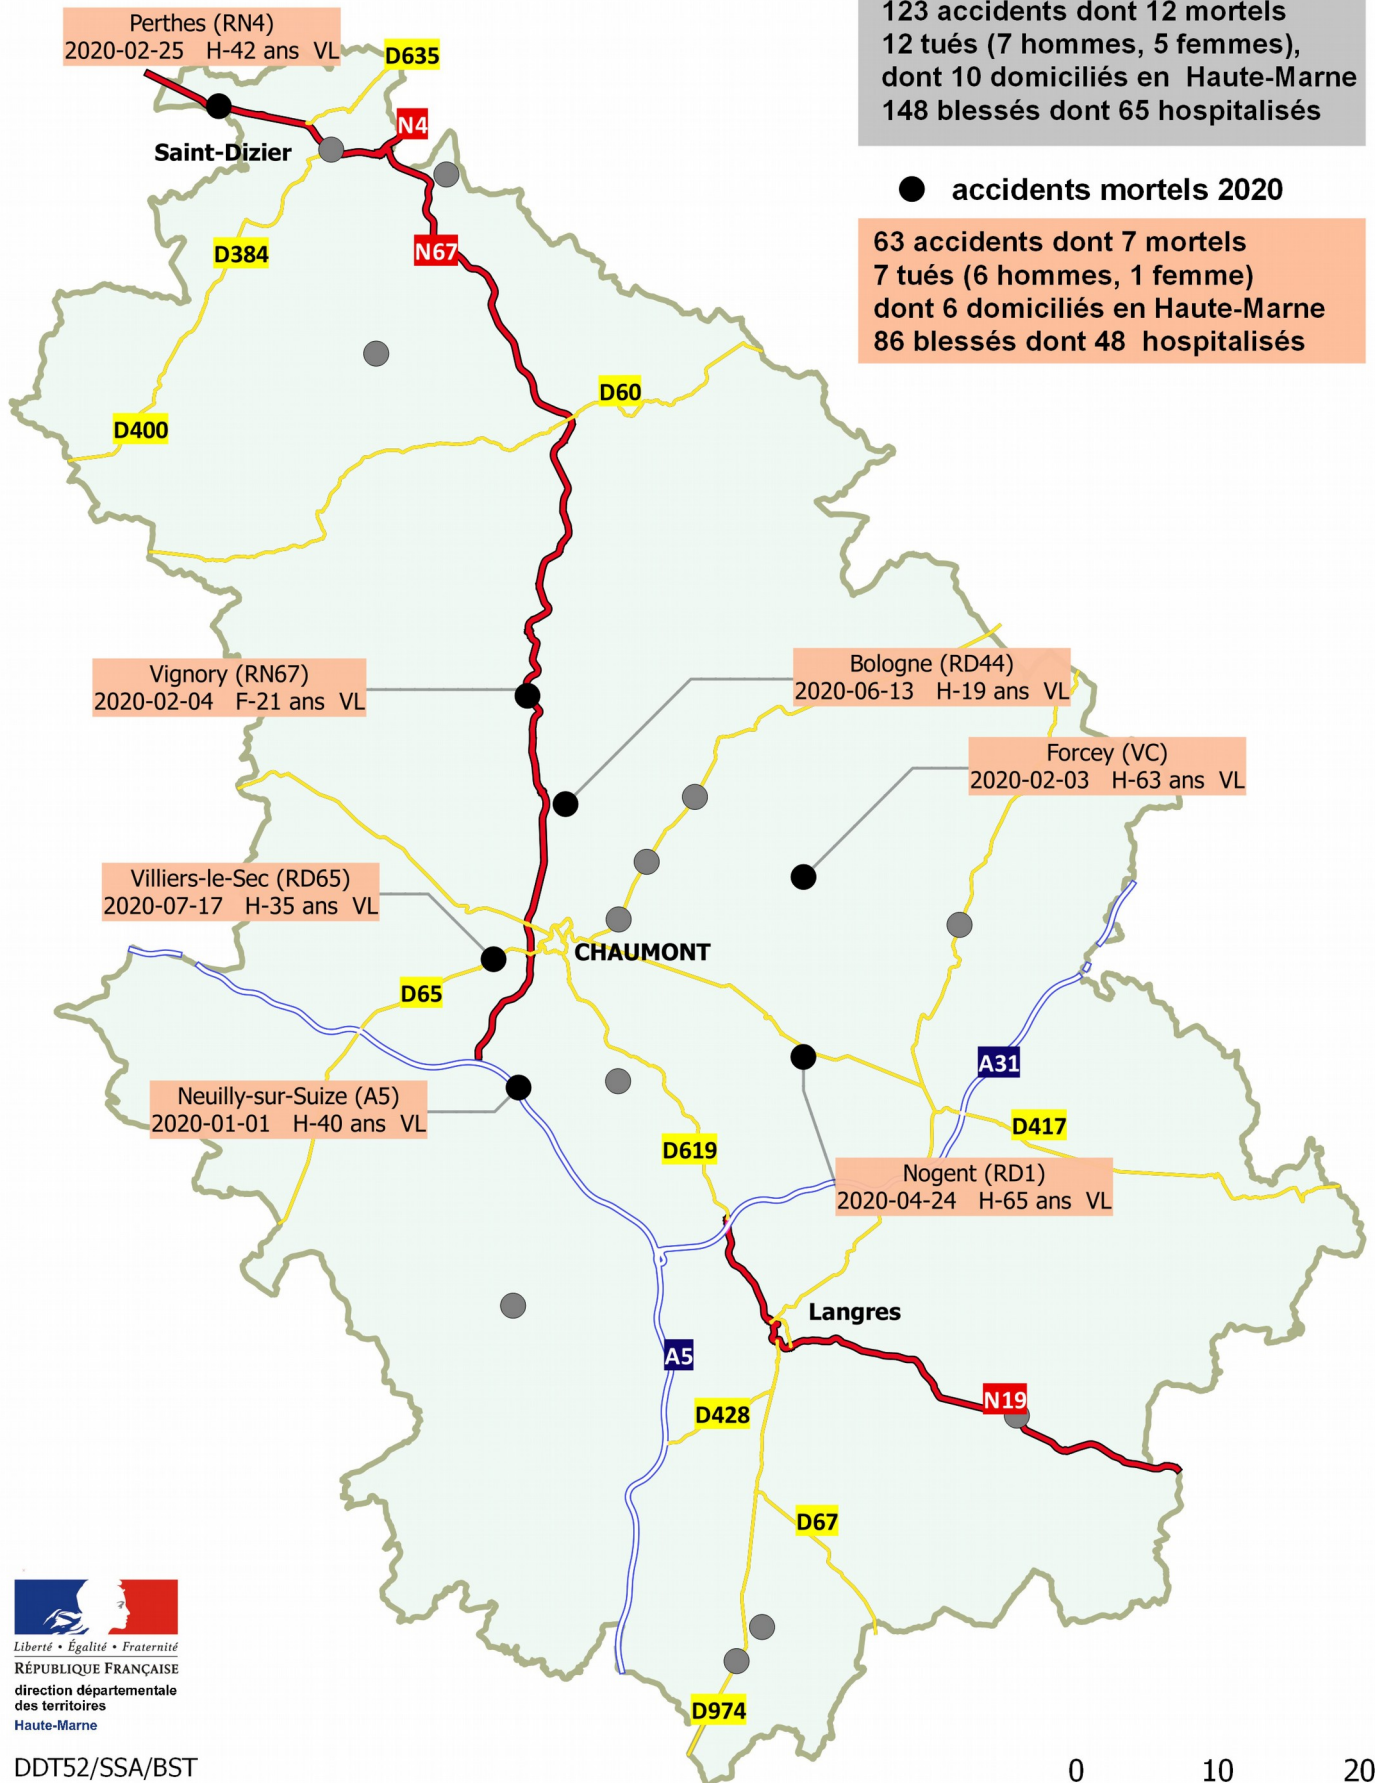 123 accidents dont 12 mortels
12 tués (7 hommes, 5 femmes),
dont 10 domiciliés en Haute-Marne
148 blessés dont 65 hospitalisés
accidents mortels 2020
63 accidents dont 7 mortels
7 tués (6 hommes, 1 femme)
dont 6 domiciliés en Haute-Marne
86 blessés dont 48 hospitalisés
Perthes (RN4)
2020-02-25 H-42 ans VL
D635
N4
Saint-Dizier
D384
N67
D60
D400
Vignory (RN67)
2020-02-04 F-21 ans VL
Bologne (RD44)
2020-06-13 H-19 ans VL
Forcey (VC)
2020-02-03 H-63 ans VL
Villiers-le-Sec (RD65)
2020-07-17 H-35 ans VL
CHAUMONT
D65
A31
Neuilly-sur-Suize (A5)
2020-01-01 H-40 ans VL
D417
D619
Nogent (RD1)
2020-04-24 H-65 ans VL
Langres
A5
N19
D428
D67
D974
Liberté • Égalité • Fraternité
RÉPUBLIQUE FRANÇAISE
direction départementale
des territoires
Haute-Marne
DDT52/SSA/BST
0 10 20